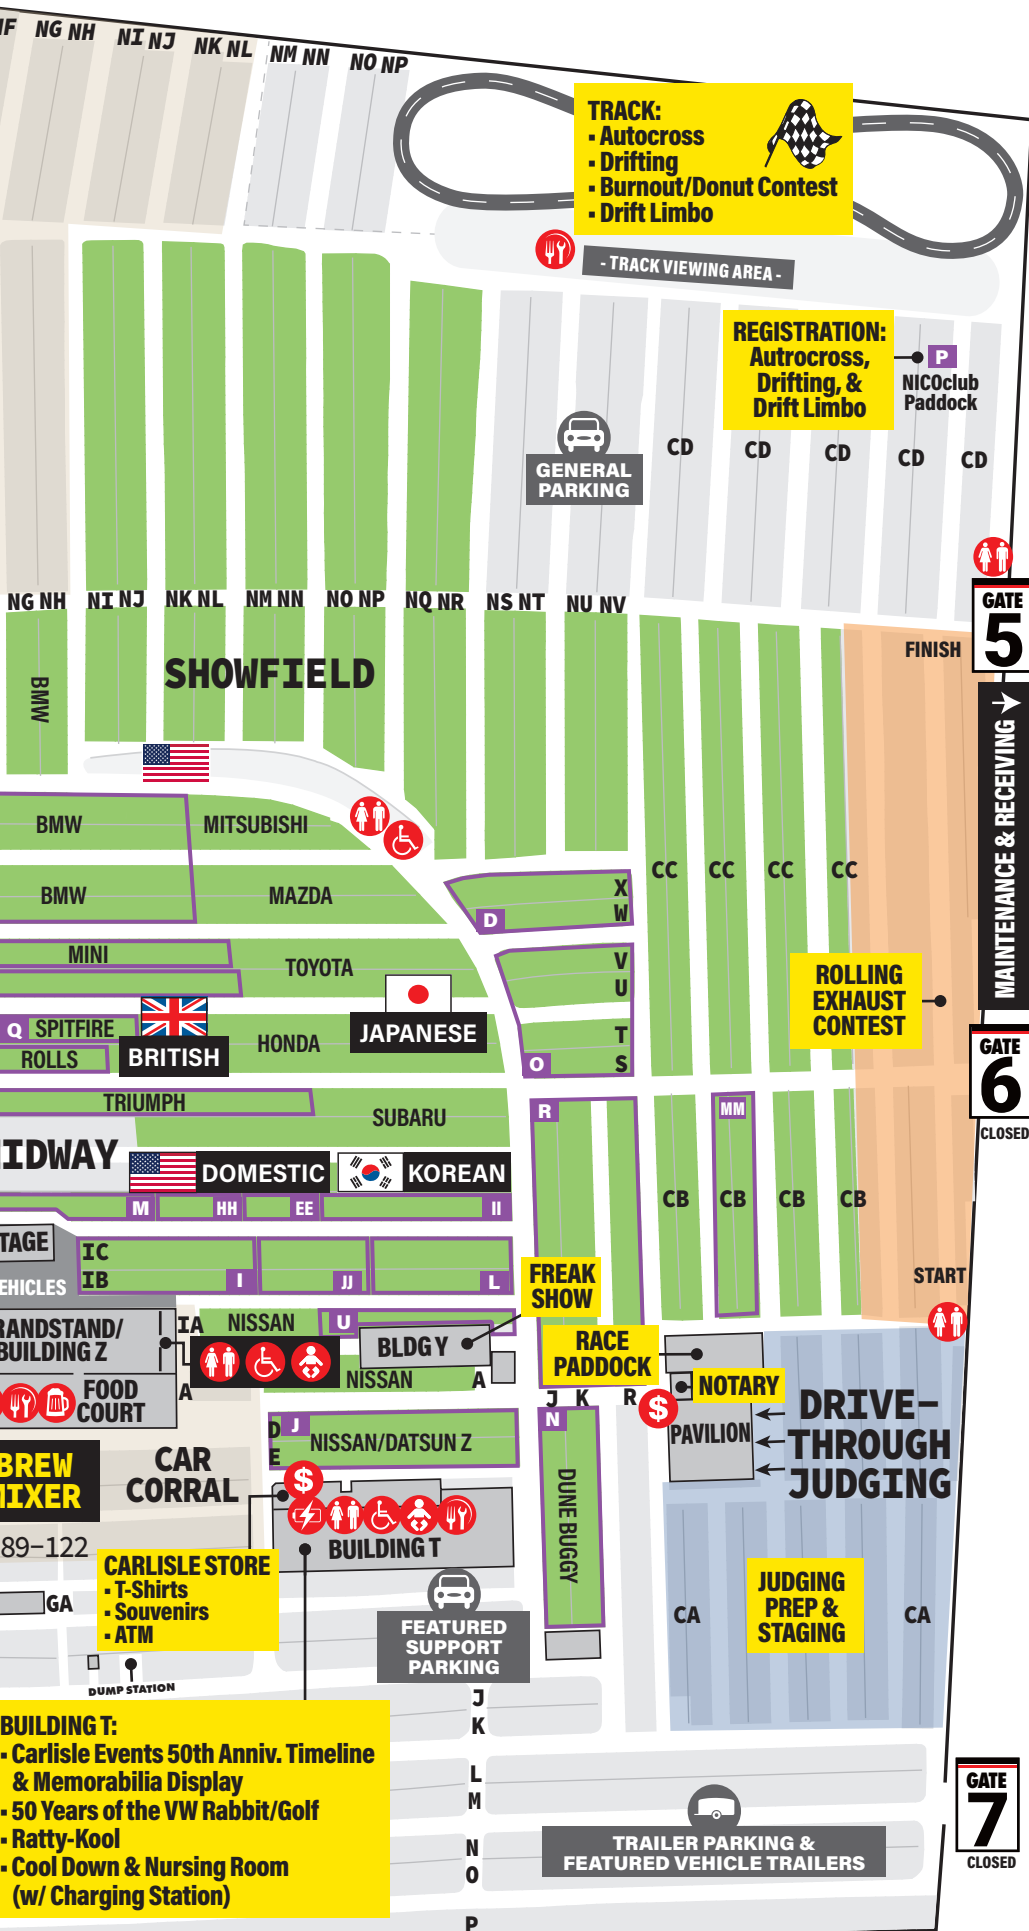 NG NH
NI NJ
NK NL
NM NN
NO NP
TRACK:
▪ Autocross
▪ Drifting
▪ Burnout/Donut Contest
▪ Drift Limbo
- TRACK VIEWING AREA -
REGISTRATION:
Autrocross,
Drifting, &
Drift Limbo
P
NICOclub
Paddock
GENERAL
PARKING
CD
CD
CD
CD
CD
GATE
5
NG NH
NI NJ
NK NL
NM NN
NO NP
NQ NR
NS NT
NU NV
FINISH
SHOWFIELD
BMW
MAINTENANCE & RECEIVING
BMW
MITSUBISHI
BMW
MAZDA
CC
CC
CC
CC
X
W
D
MINI
TOYOTA
V
U
ROLLING
EXHAUST
CONTEST
Q
SPITFIRE
ROLLS
BRITISH
HONDA
JAPANESE
T
S
O
GATE
6
CLOSED
TRIUMPH
SUBARU
R
MM
IDWAY
DOMESTIC
KOREAN
CB
CB
CB
CB
M
HH
EE
II
TAGE
EHICLES
IC
IB
I
JJ
L
FREAK
SHOW
START
RANDSTAND/
BUILDING Z
IA
NISSAN
U
BLDG Y
RACE
PADDOCK
NISSAN
A
A
FOOD
COURT
J
K
R
$
NOTARY
PAVILION
DRIVE-
THROUGH
JUDGING
D
E
J
NISSAN/DATSUN Z
N
BREW
MIXER
CAR
CORRAL
$
BUILDING T
DUNE BUGGY
89-122
CARLISLE STORE
▪ T-Shirts
▪ Souvenirs
▪ ATM
GA
FEATURED
SUPPORT
PARKING
JUDGING
PREP &
STAGING
CA
CA
DUMP STATION
J
K
BUILDING T:
▪ Carlisle Events 50th Anniv. Timeline
& Memorabilia Display
▪ 50 Years of the VW Rabbit/Golf
▪ Ratty-Kool
▪ Cool Down & Nursing Room
(w/ Charging Station)
L
M
N
O
P
TRAILER PARKING &
FEATURED VEHICLE TRAILERS
GATE
7
CLOSED